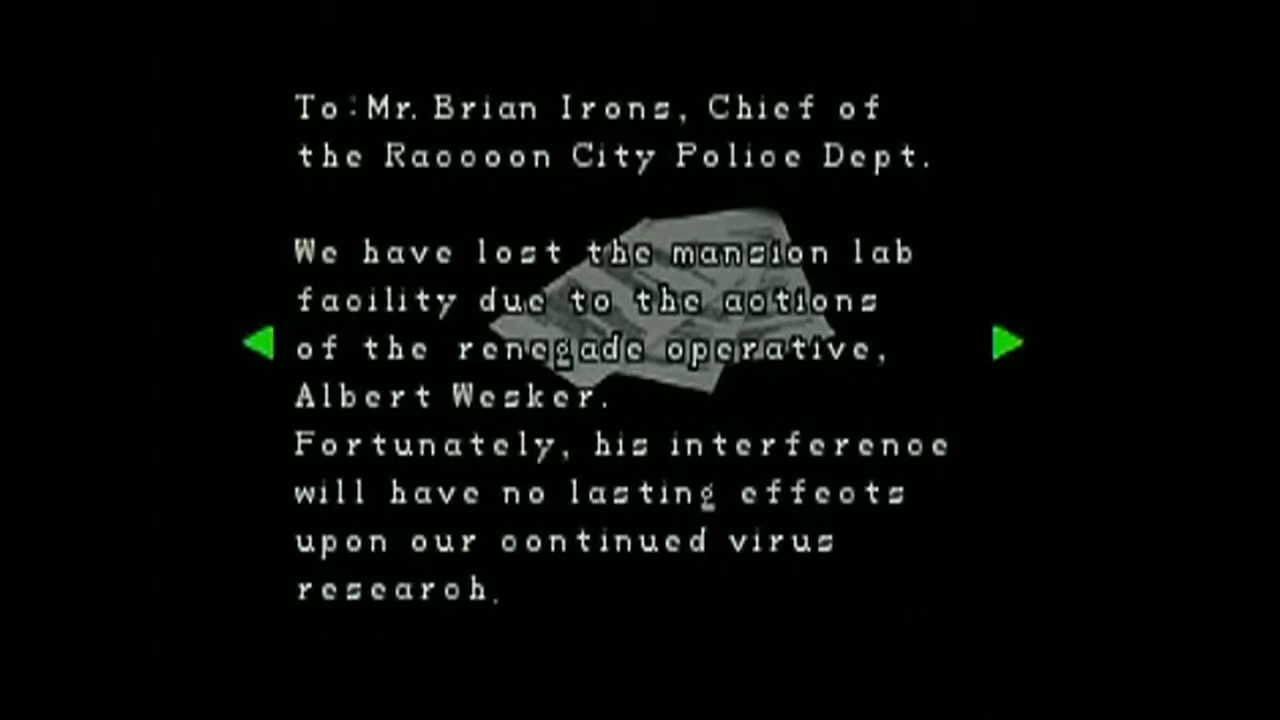 To:Mr. Brian Irons, Chief of
the Raccoon City Police Dept.
We have lost the mansion lab
facility due to the actions
of the renegade operative,
Albert Wesker.
Fortunately, his interference
will have no lasting effects
upon our continued virus
research.